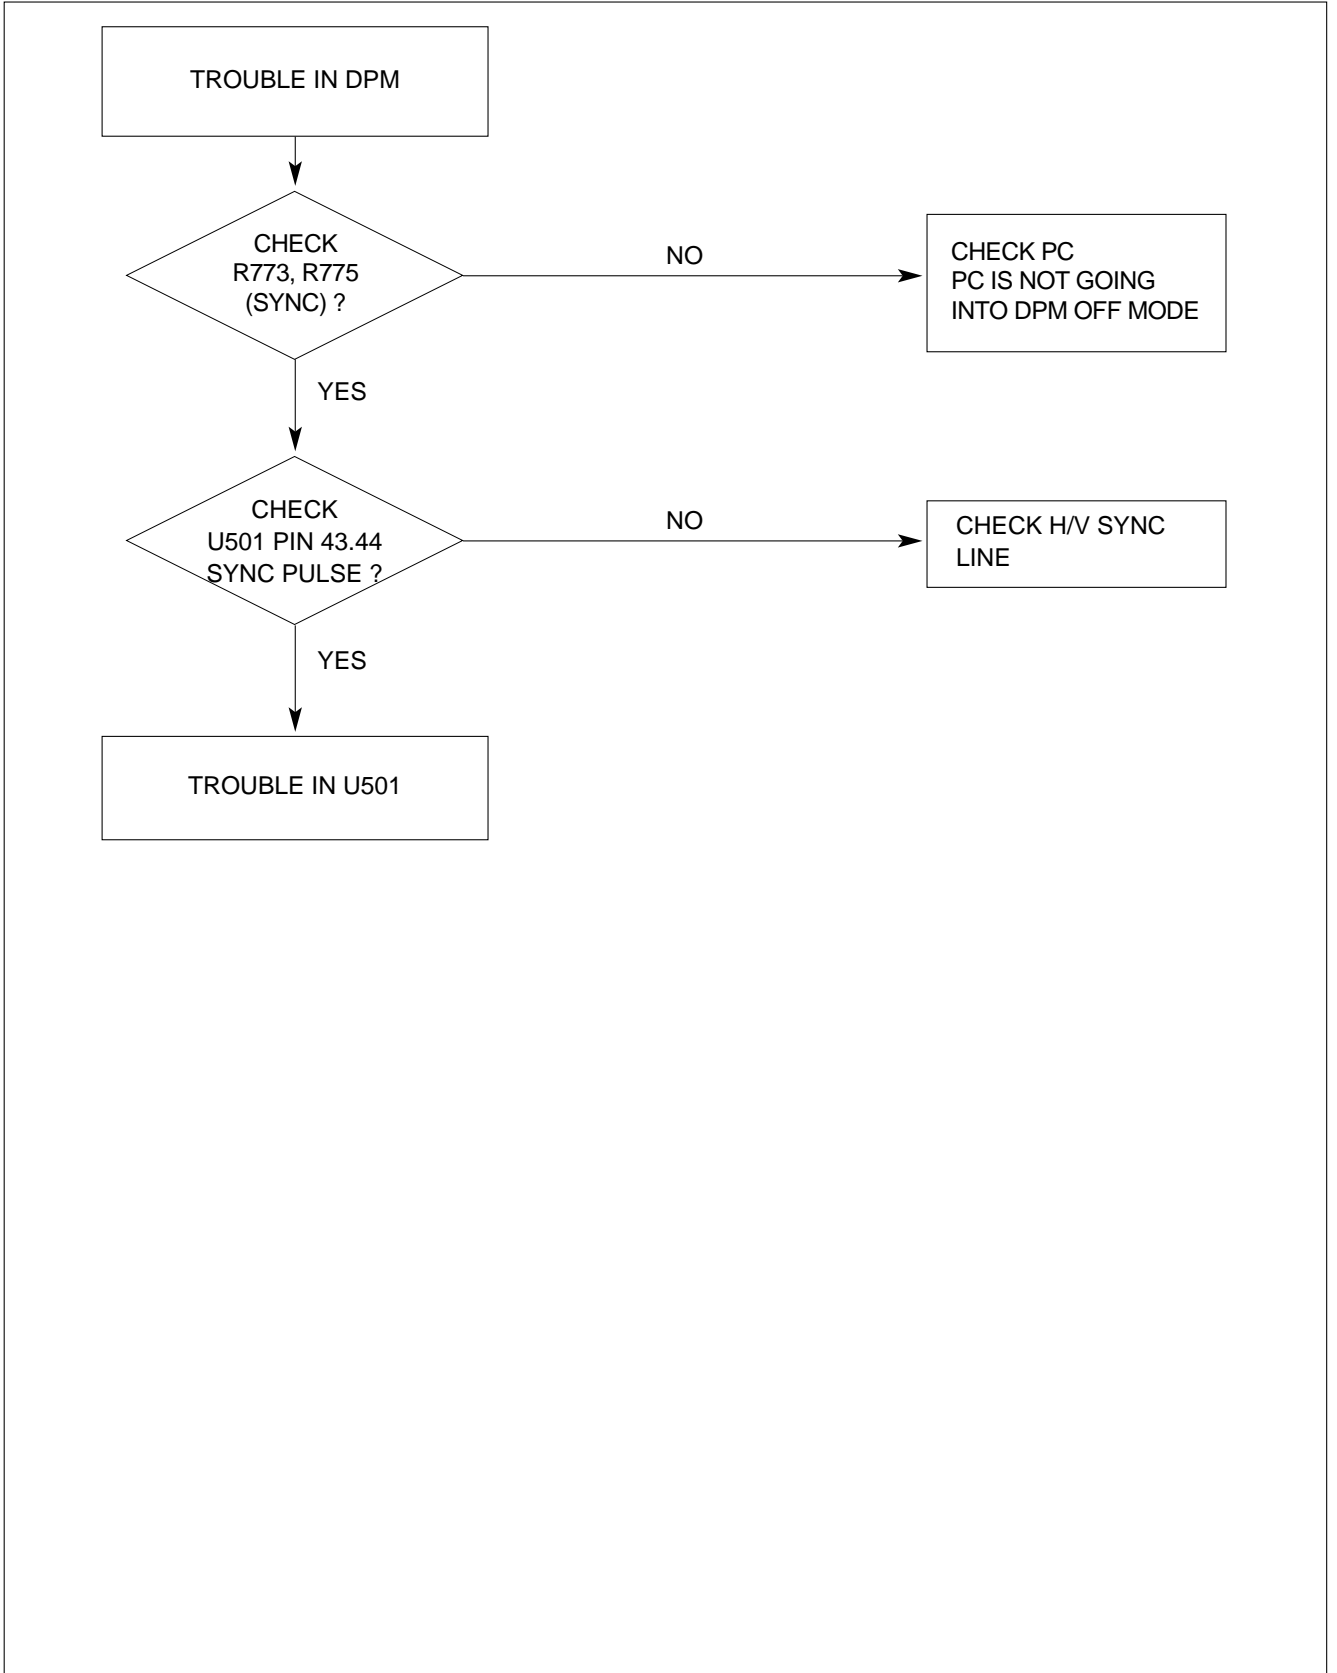 TROUBLE IN DPM
CHECK
R773, R775
(SYNC) ?
NO
CHECK PC
PC IS NOT GOING
INTO DPM OFF MODE
YES
CHECK
U501 PIN 43.44
SYNC PULSE ?
NO
CHECK H/V SYNC
LINE
YES
TROUBLE IN U501